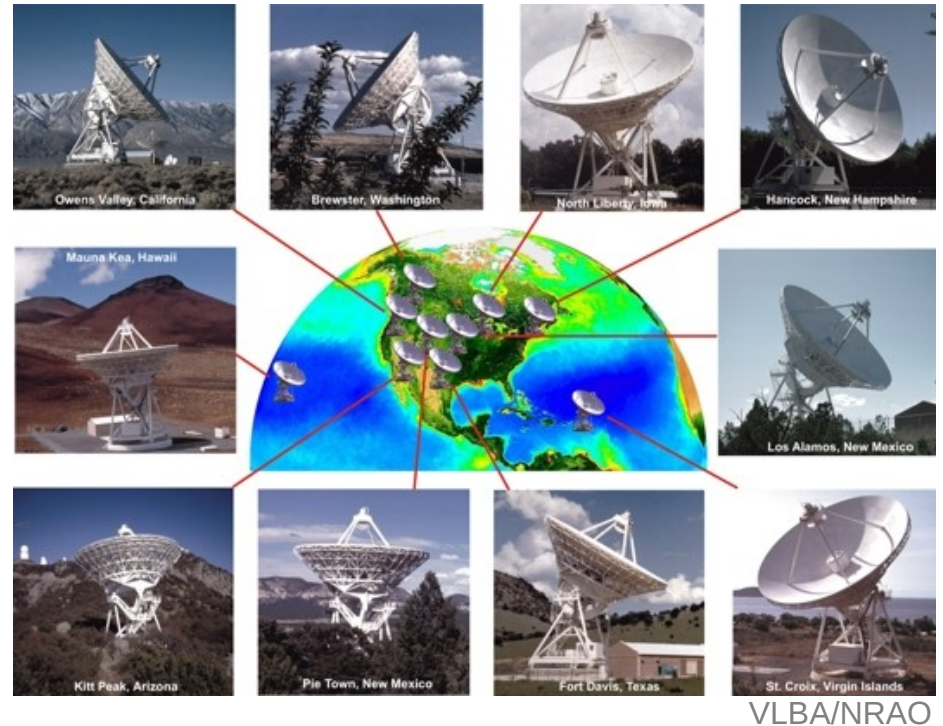 Owens Valley, California
Brewster, Washington
North Liberty, Iowa
Hancock, New Hampshire
Mauna Kea, Hawaii
Los Alamos, New Mexico
Kitt Peak, Arizona
Pie Town, New Mexico
Fort Davis, Texas
St. Croix, Virgin Islands
VLBA/NRAO